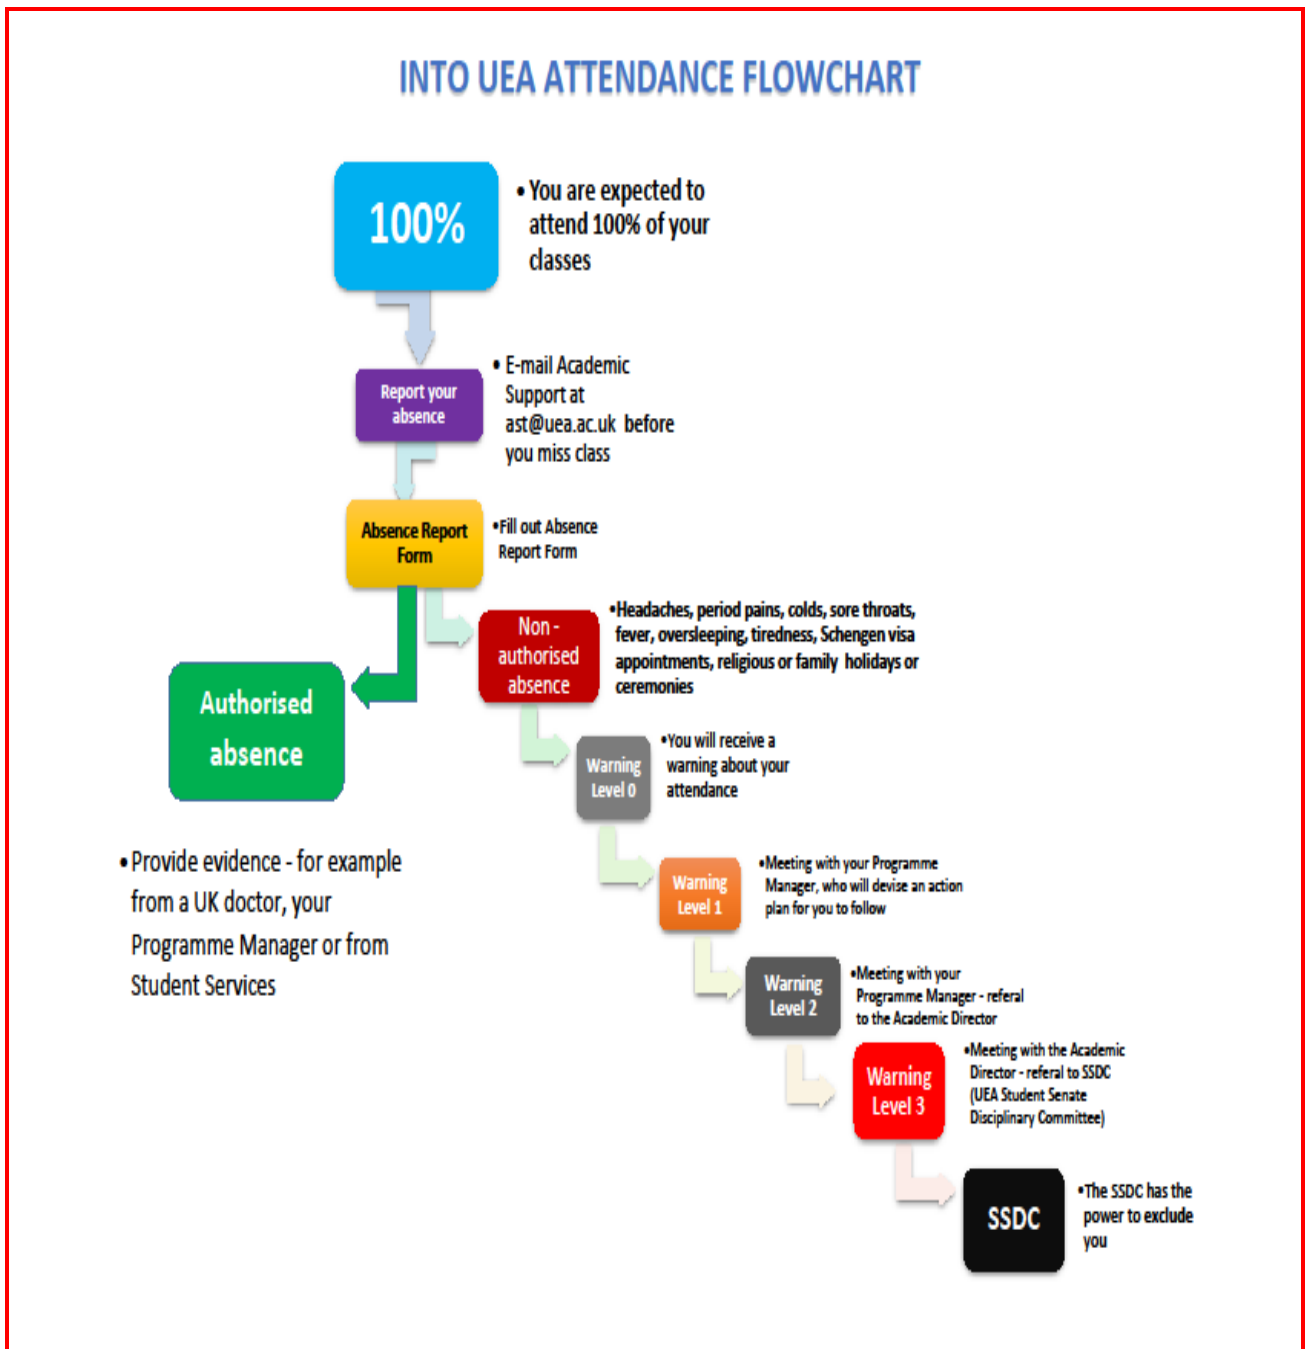 INTO UEA ATTENDANCE FLOWCHART
100%
• You are expected to
attend 100% of your
classes
Report your
absence
• E-mail Academic
Support at
ast@uea.ac.uk before
you miss class
Absence Report
Form
•Fill out Absence
Report Form
Non -
authorised
absence
•Headaches, period pains, colds, sore throats,
fever, oversleeping, tiredness, Schengen visa
appointments, religious or family holidays or
ceremonies
Authorised
absence
• Provide evidence - for example
from a UK doctor, your
Programme Manager or from
Student Services
Warning
Level 0
•You will receive a
warning about your
attendance
Warning
Level 1
•Meeting with your Programme
Manager, who will devise an action
plan for you to follow
Warning
Level 2
•Meeting with your
Programme Manager - referal
to the Academic Director
Warning
Level 3
•Meeting with the Academic
Director - referal to SSDC
(UEA Student Senate
Disciplinary Committee)
SSDC
•The SSDC has the
power to exclude
you